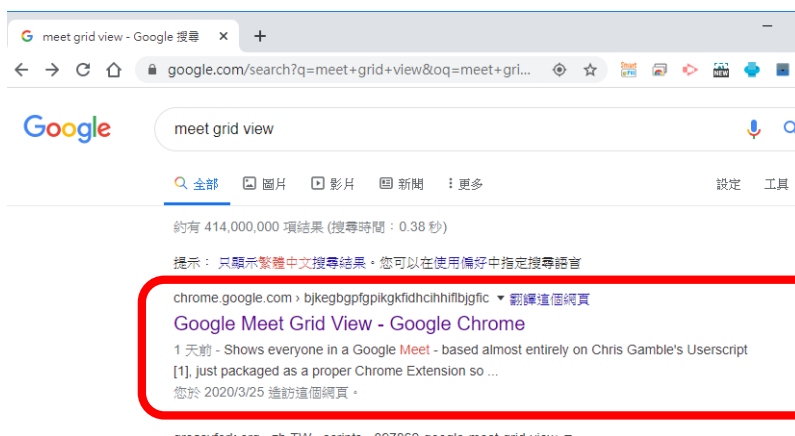 meet grid view - Google 搜尋
google.com/search?q=meet+grid+view&oq=meet+gri...
NEW
Google
meet grid view
全部 圖片 影片 新聞 更多 設定 工具
約有 414,000,000 項結果 (搜尋時間：0.38 秒)
提示： 只顯示繁體中文搜尋結果。您可以在使用偏好中指定搜尋語言
chrome.google.com › bjkegbgpfgpikgkfidhcihhiflbjgfic ▼ 翻譯這個網頁
Google Meet Grid View - Google Chrome
1 天前 - Shows everyone in a Google Meet - based almost entirely on Chris Gamble's Userscript
[1], just packaged as a proper Chrome Extension so ...
您於 2020/3/25 造訪這個網頁。